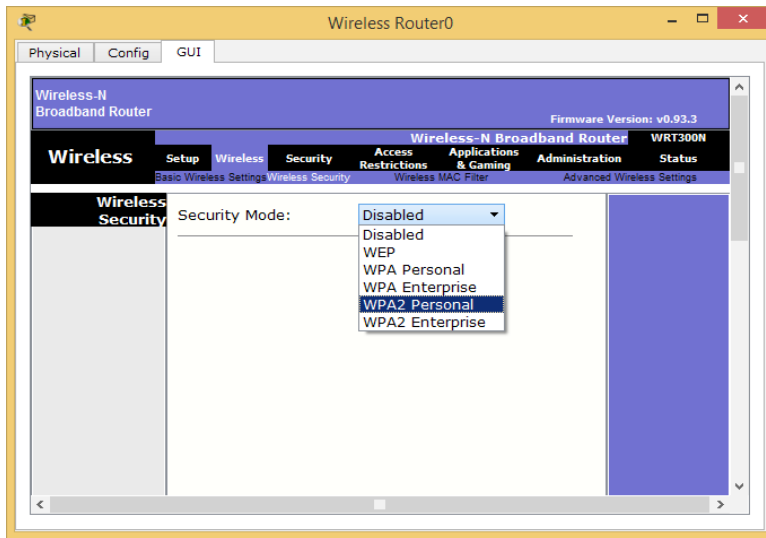 Wireless Router0
Physical Config GUI
Wireless-N
Broadband Router
Firmware Version: v0.93.3
Wireless-N Broadband Router WRT300N
Wireless
Setup Wireless Security Access Restrictions Applications & Gaming Administration Status
Basic Wireless Settings Wireless Security Wireless MAC Filter Advanced Wireless Settings
Wireless
Security
Security Mode: Disabled
Disabled
WEP
WPA Personal
WPA Enterprise
WPA2 Personal
WPA2 Enterprise